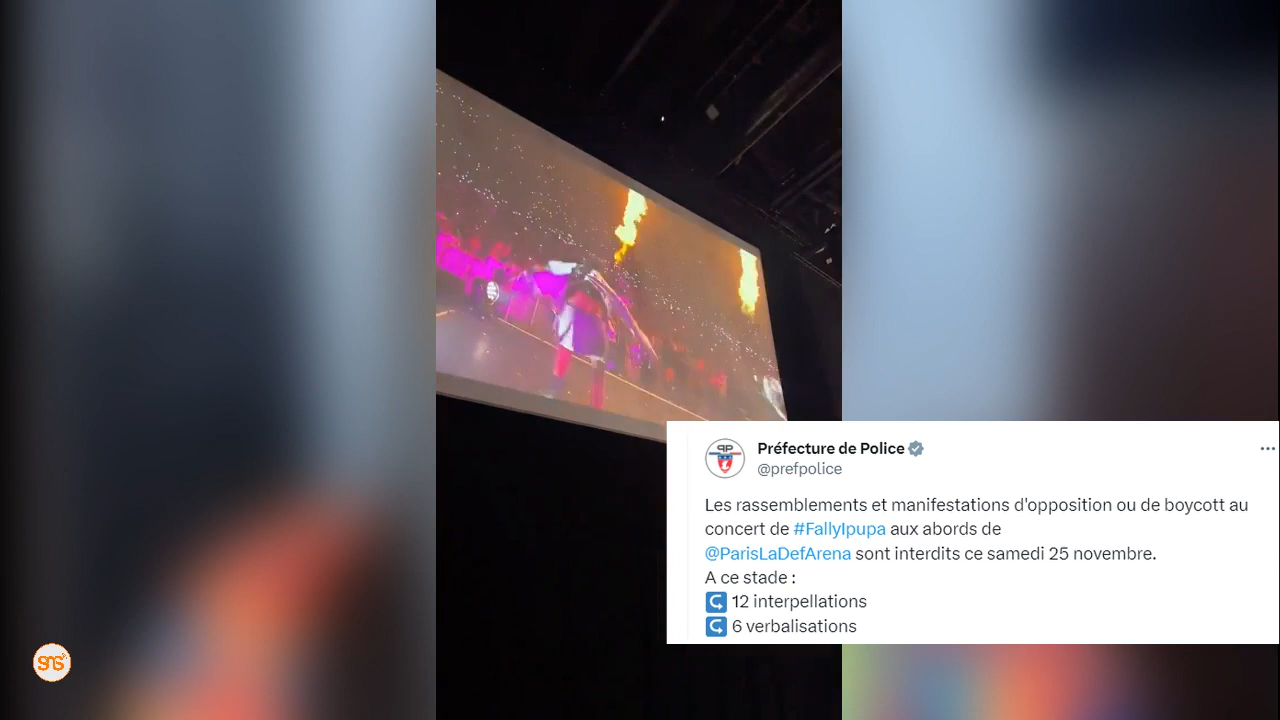 Préfecture de Police
@prefpolice
Les rassemblements et manifestations d'opposition ou de boycott au
concert de #FallyIpupa aux abords de
@ParisLaDefArena sont interdits ce samedi 25 novembre.
A ce stade :
12 interpellations
6 verbalisations
SNS